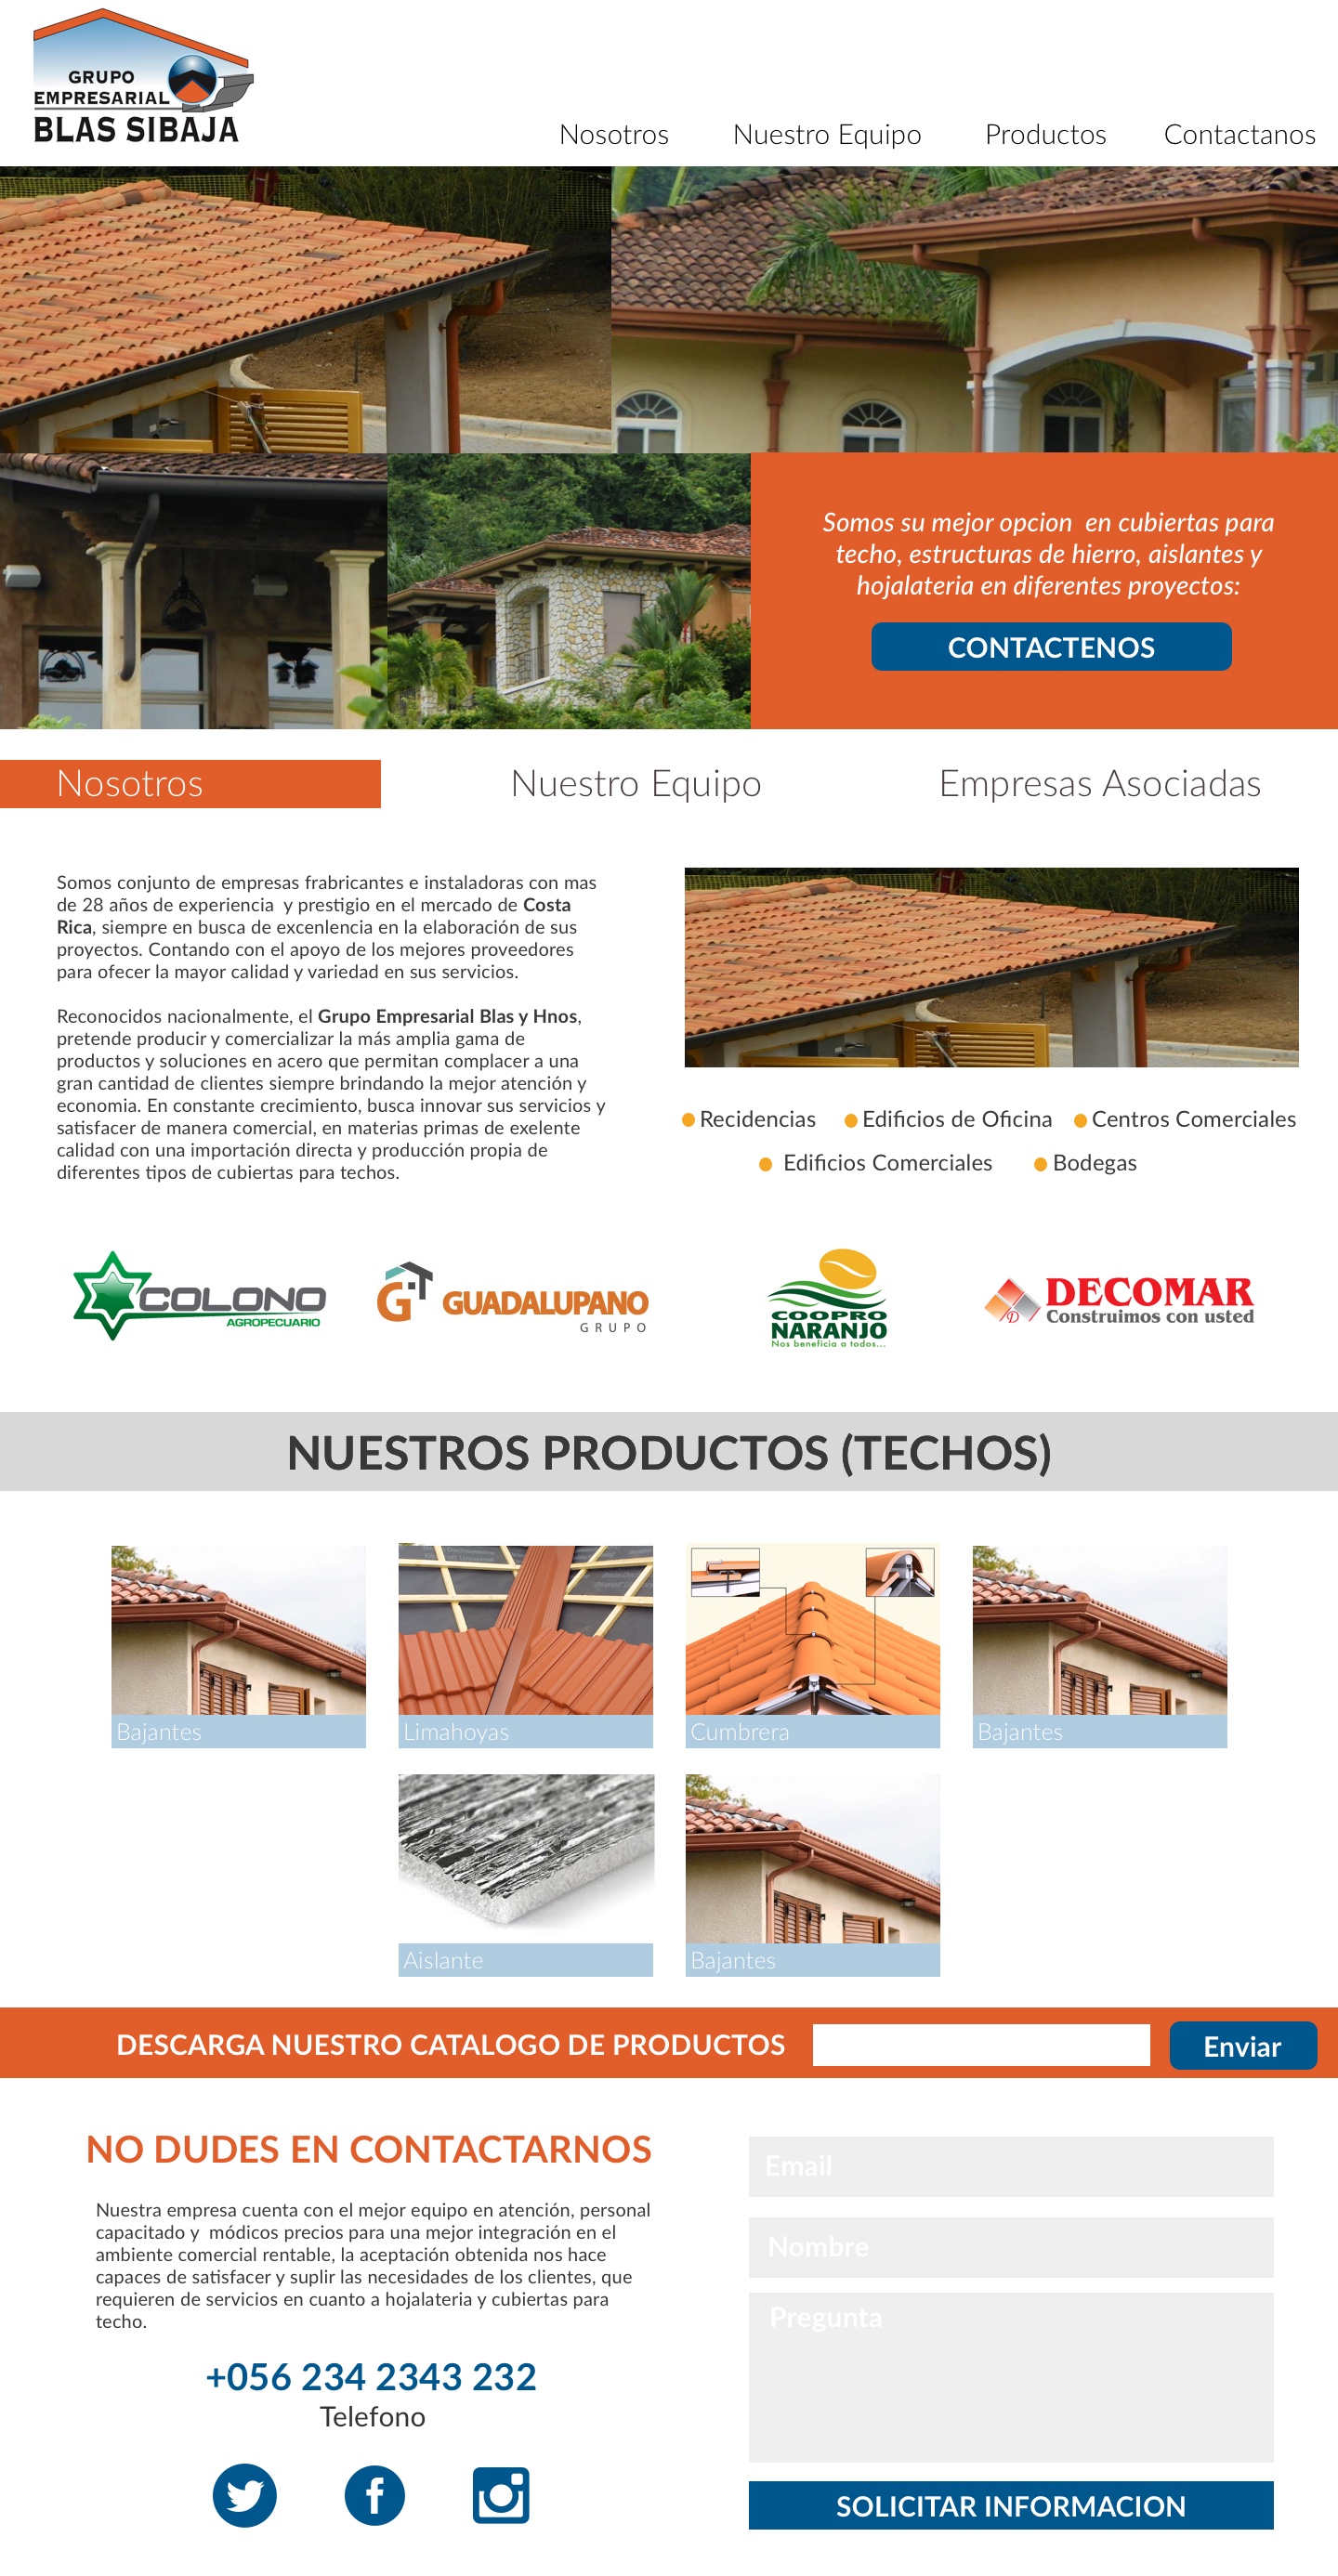 GRUPO
EMPRESARIAL
BLAS SIBAJA
Nosotros Nuestro Equipo Productos Contactanos
Somos su mejor opcion en cubiertas para
techo, estructuras de hierro, aislantes y
hojalateria en diferentes proyectos:
CONTACTENOS
Nosotros Nuestro Equipo Empresas Asociadas
Somos conjunto de empresas frabricantes e instaladoras con mas
de 28 años de experiencia y prestigio en el mercado de Costa
Rica, siempre en busca de excenlencia en la elaboración de sus
proyectos. Contando con el apoyo de los mejores proveedores
para ofecer la mayor calidad y variedad en sus servicios.
Reconocidos nacionalmente, el Grupo Empresarial Blas y Hnos,
pretende producir y comercializar la más amplia gama de
productos y soluciones en acero que permitan complacer a una
gran cantidad de clientes siempre brindando la mejor atención y
economia. En constante crecimiento, busca innovar sus servicios y
satisfacer de manera comercial, en materias primas de exelente
calidad con una importación directa y producción propia de
diferentes tipos de cubiertas para techos.
Recidencias Edificios de Oficina Centros Comerciales
Edificios Comerciales Bodegas
COLONO
AGROPECUARIO
G GUADALUPANO
GRUPO
COOPRO
NARANJO
Nos beneficia a todos...
D DECOMAR
Construimos con usted
NUESTROS PRODUCTOS (TECHOS)
Bajantes Limahoyas Cumbrera Bajantes
Aislante Bajantes
DESCARGA NUESTRO CATALOGO DE PRODUCTOS Enviar
NO DUDES EN CONTACTARNOS
Nuestra empresa cuenta con el mejor equipo en atención, personal
capacitado y módicos precios para una mejor integración en el
ambiente comercial rentable, la aceptación obtenida nos hace
capaces de satisfacer y suplir las necesidades de los clientes, que
requieren de servicios en cuanto a hojalateria y cubiertas para
techo.
+056 234 2343 232
Telefono
Email
Nombre
Pregunta
SOLICITAR INFORMACION